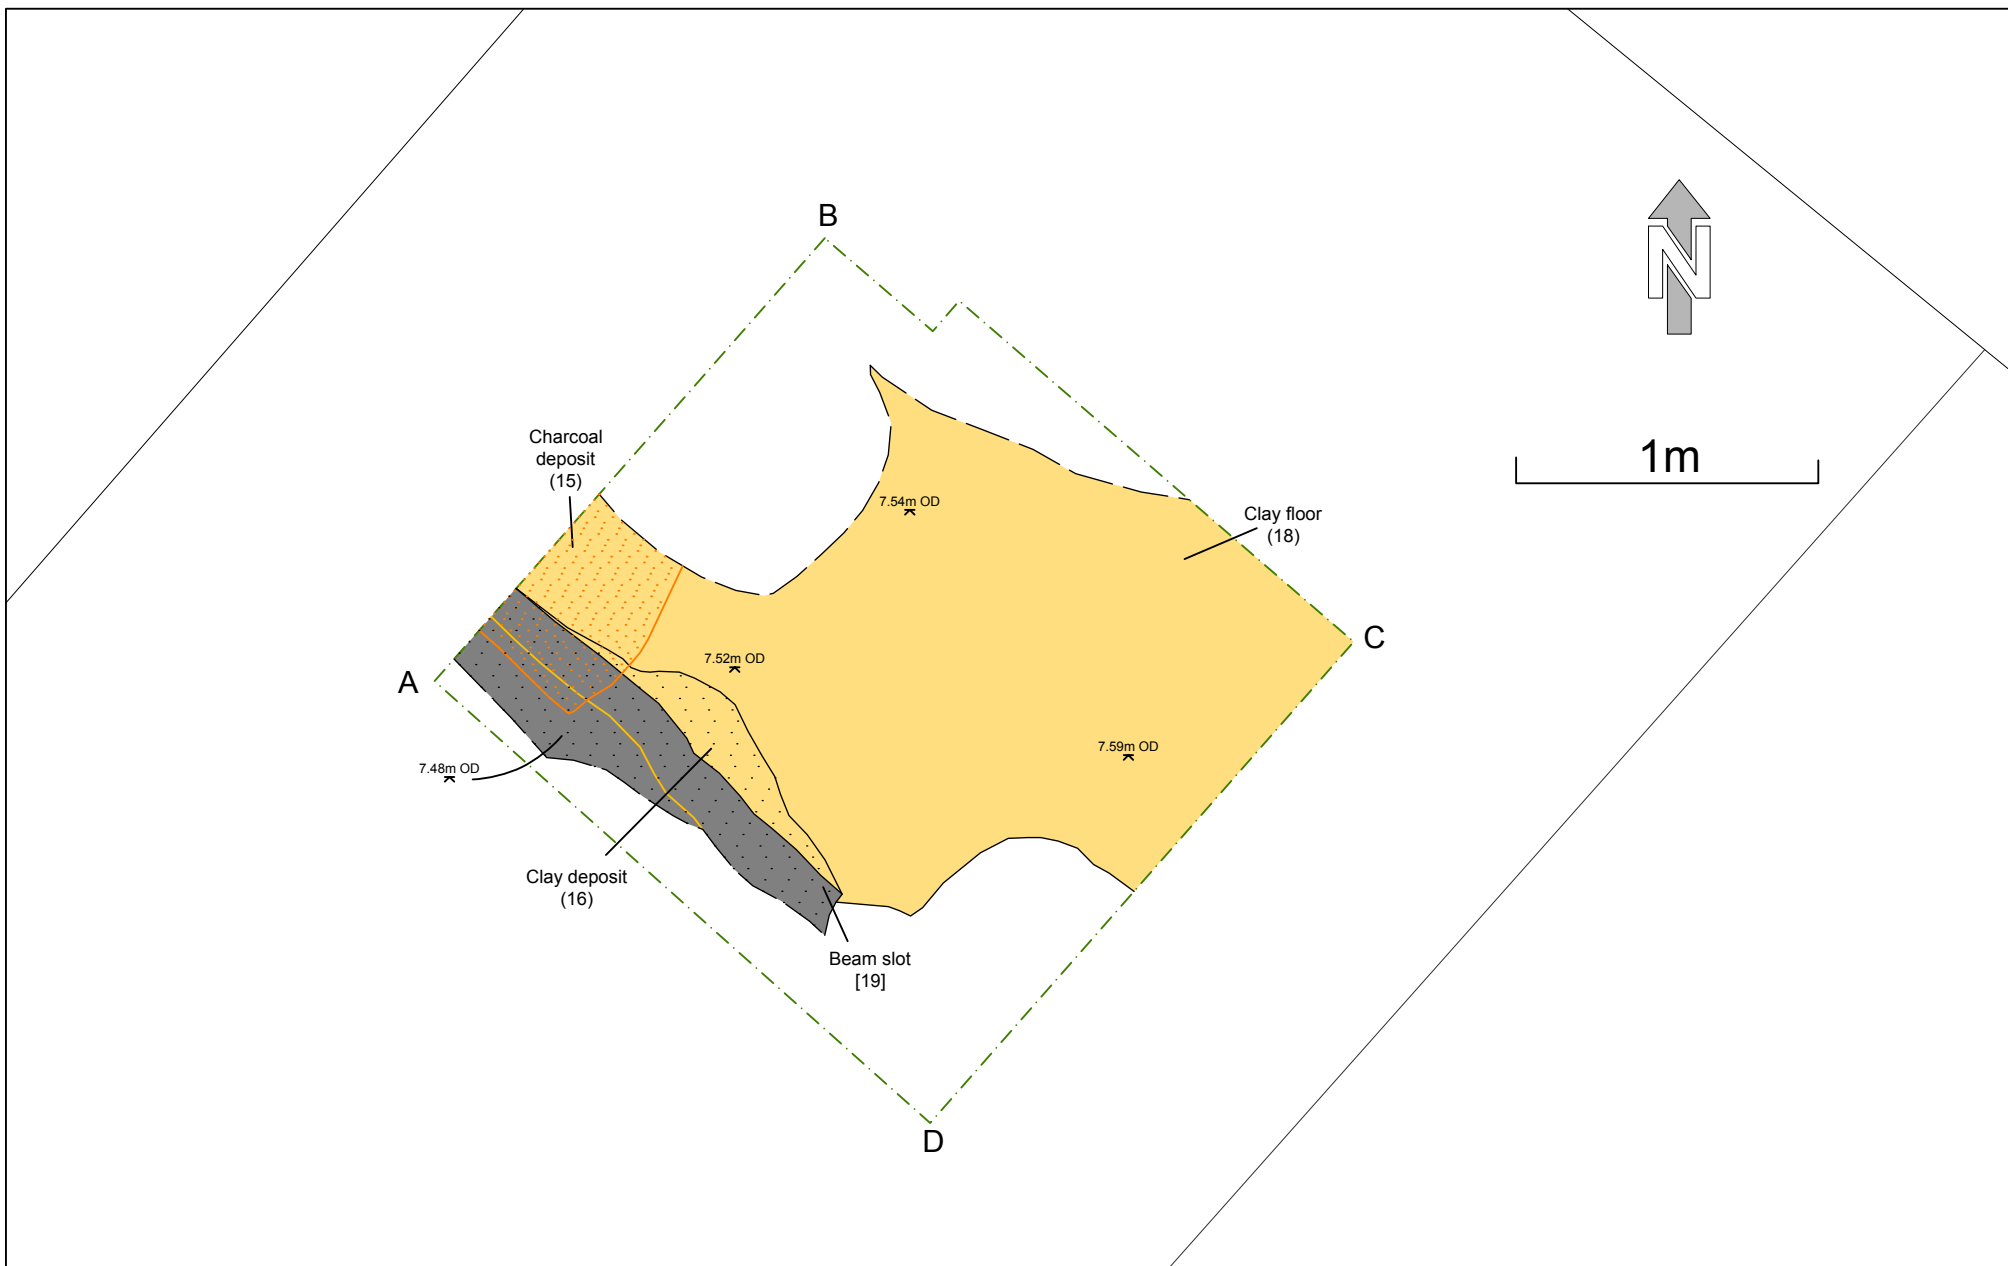 B
N
Charcoal
deposit
(15)
1m
7.54m OD
Clay floor
(18)
C
7.52m OD
A
7.59m OD
7.48m OD
Clay deposit
(16)
Beam slot
[19]
D